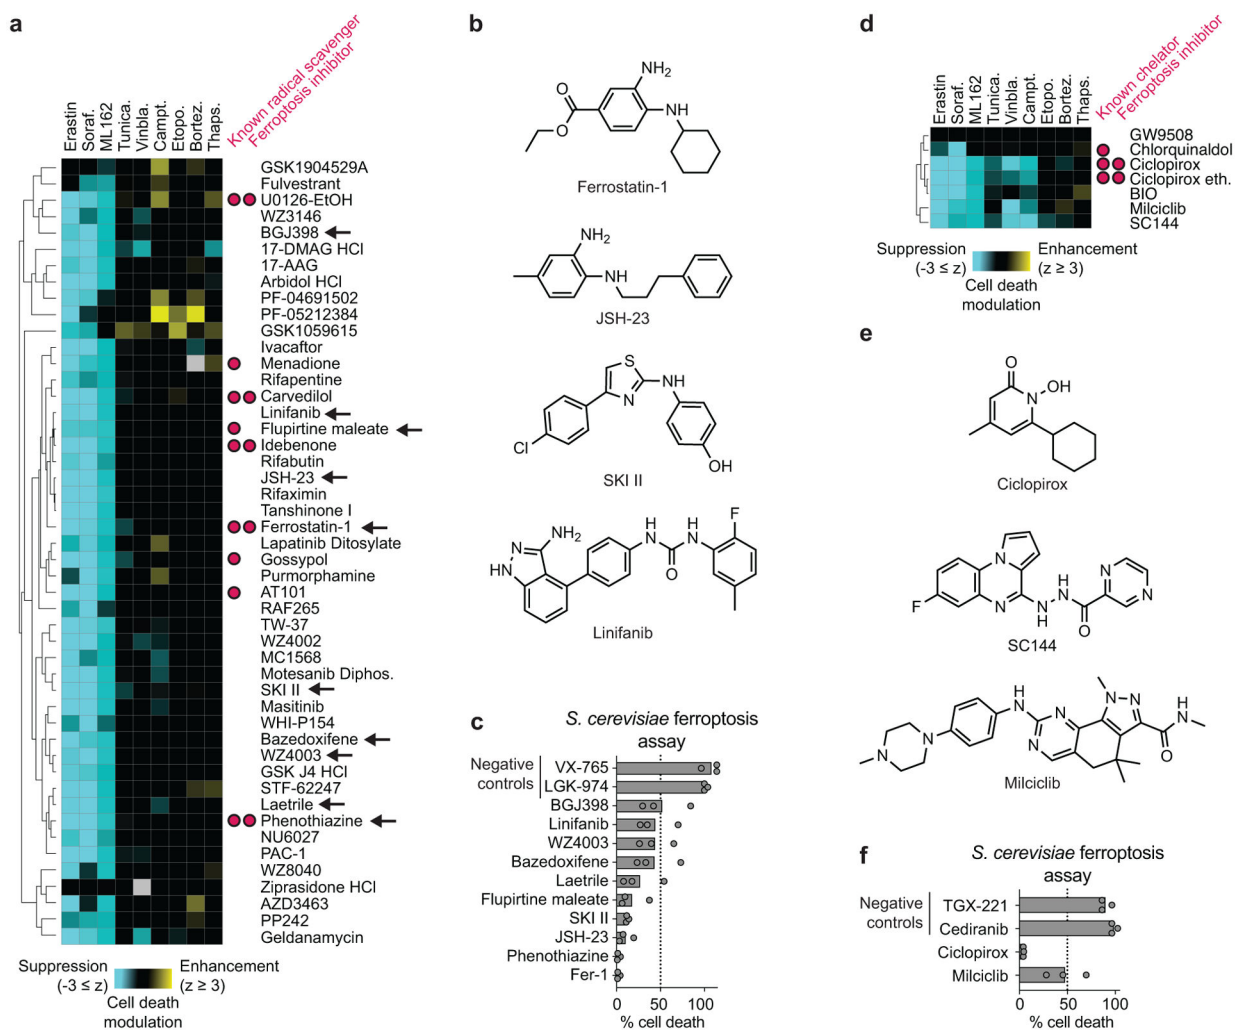 a
Erastin
Soraf.
ML162
Tunica.
Vinbla.
Campt.
Etopo.
Bortez.
Thaps.
Known radical scavenger
Ferroptosis inhibitor
GSK1904529A
Fulvestrant
U0126-EtOH
WZ3146
BGJ398
17-DMAG HCl
17-AAG
Arbidol HCl
PF-04691502
PF-05212384
GSK1059615
Ivacaftor
Menadione
Rifapentine
Carvedilol
Linifanib
Flupirtine maleate
Idebenone
Rifabutin
JSH-23
Rifaximin
Tanshinone I
Ferrostatin-1
Lapatinib Ditosylate
Gossypol
Purmorphamine
AT101
RAF265
TW-37
WZ4002
MC1568
Motesanib Diphos.
SKI II
Masitinib
WHI-P154
Bazedoxifene
WZ4003
GSK J4 HCl
STF-62247
Laetrile
Phenothiazine
NU6027
PAC-1
WZ8040
Ziprasidone HCl
AZD3463
PP242
Geldanamycin
Suppression
(-3 ≤ z)
Enhancement
(z ≥ 3)
Cell death
modulation
b
NH2
O
O
NH
Ferrostatin-1
NH2
NH
JSH-23
S
NH
N
Cl
OH
SKI II
F
NH2
H
N
H
N
N
HN
O
Linifanib
c
S. cerevisiae ferroptosis
assay
Negative
controls
VX-765
LGK-974
BGJ398
Linifanib
WZ4003
Bazedoxifene
Laetrile
Flupirtine maleate
SKI II
JSH-23
Phenothiazine
Fer-1
0 50 100
% cell death
d
Erastin
Soraf.
ML162
Tunica.
Vinbla.
Campt.
Etopo.
Bortez.
Thaps.
Known chelator
Ferroptosis inhibitor
GW9508
Chlorquinaldol
Ciclopirox
Ciclopirox eth.
BIO
Milciclib
SC144
Suppression
(-3 ≤ z)
Enhancement
(z ≥ 3)
Cell death
modulation
e
O
OH
N
Ciclopirox
N
N
N
F
N
N
H
H
N
O
N
SC144
H
N
N
N
N
N
H
N
N
N
O
Milciclib
f
S. cerevisiae ferroptosis
assay
Negative
controls
TGX-221
Cediranib
Ciclopirox
Milciclib
0 50 100
% cell death